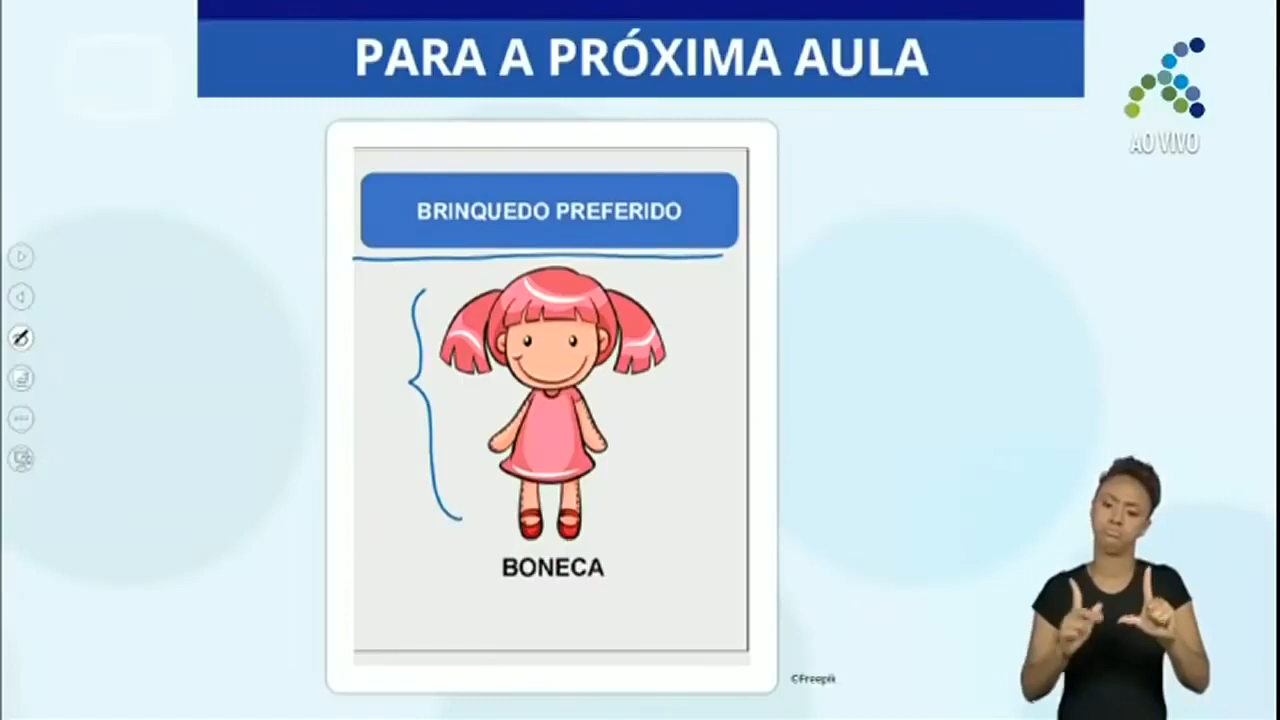 PARA A PRÓXIMA AULA
AO VIVO
BRINQUEDO PREFERIDO
BONECA
©Freepik